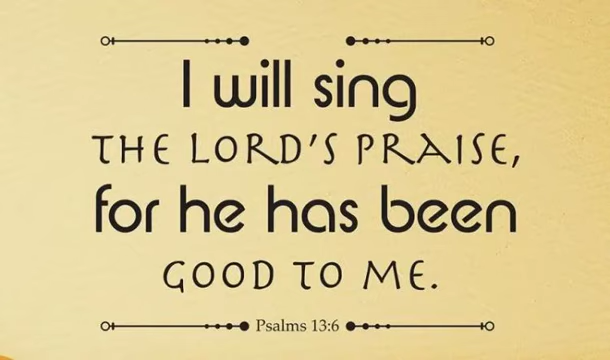 I will sing
THE LORD'S PRAISE,
for he has been
GOOD TO ME.
Psalms 13:6